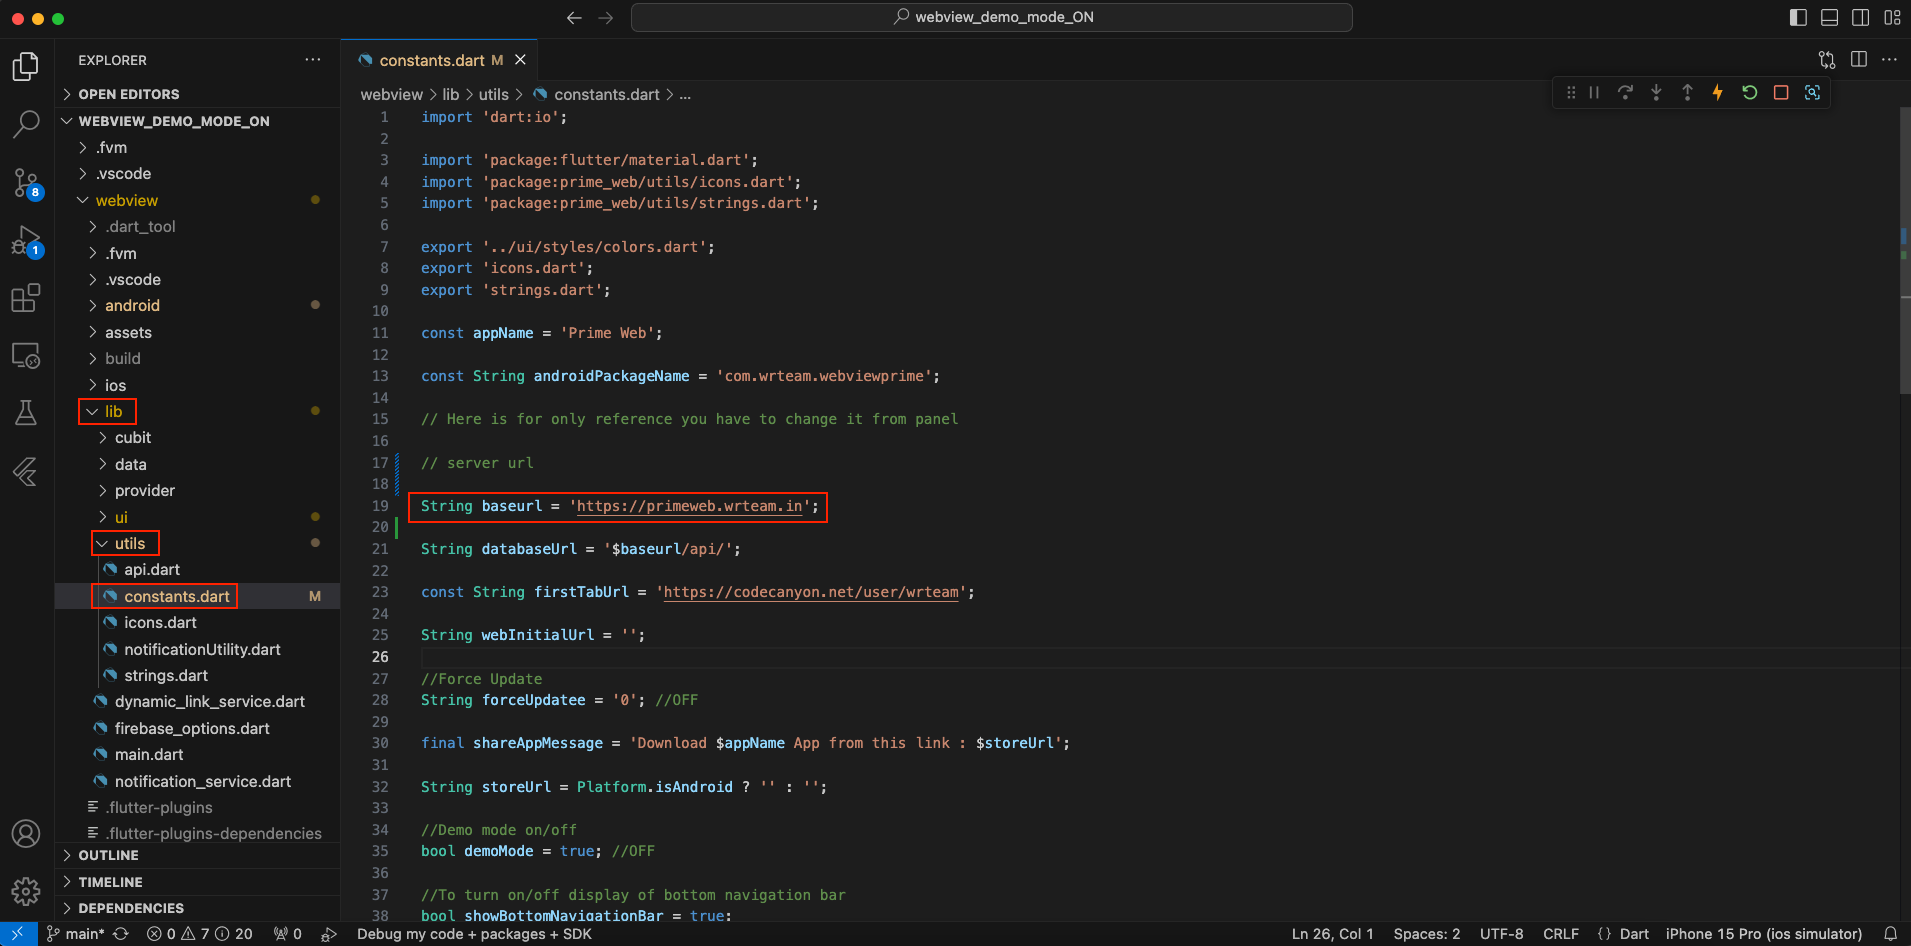 webview_demo_mode_ON
EXPLORER
OPEN EDITORS
WEBVIEW_DEMO_MODE_ON
.fvm
.vscode
webview
.dart_tool
.fvm
.vscode
android
assets
build
ios
lib
cubit
data
provider
ui
utils
api.dart
constants.dart M
icons.dart
notificationUtility.dart
strings.dart
dynamic_link_service.dart
firebase_options.dart
main.dart
notification_service.dart
.flutter-plugins
.flutter-plugins-dependencies
OUTLINE
TIMELINE
DEPENDENCIES
8
1
constants.dart M
webview > lib > utils > constants.dart > ...
1 import 'dart:io';
2
3 import 'package:flutter/material.dart';
4 import 'package:prime_web/utils/icons.dart';
5 import 'package:prime_web/utils/strings.dart';
6
7 export '../ui/styles/colors.dart';
8 export 'icons.dart';
9 export 'strings.dart';
10
11 const appName = 'Prime Web';
12
13 const String androidPackageName = 'com.wrteam.webviewprime';
14
15 // Here is for only reference you have to change it from panel
16
17 // server url
18
19 String baseurl = 'https://primeweb.wrteam.in';
20
21 String databaseUrl = '$baseurl/api/';
22
23 const String firstTabUrl = 'https://codecanyon.net/user/wrteam';
24
25 String webInitialUrl = '';
26
27 //Force Update
28 String forceUpdatee = '0'; //OFF
29
30 final shareAppMessage = 'Download $appName App from this link : $storeUrl';
31
32 String storeUrl = Platform.isAndroid ? '' : '';
33
34 //Demo mode on/off
35 bool demoMode = true; //OFF
36
37 //To turn on/off display of bottom navigation bar
38 bool showBottomNavigationBar = true;
main* 0 7 20 0 Debug my code + packages + SDK Ln 26, Col 1 Spaces: 2 UTF-8 CRLF {} Dart iPhone 15 Pro (ios simulator)